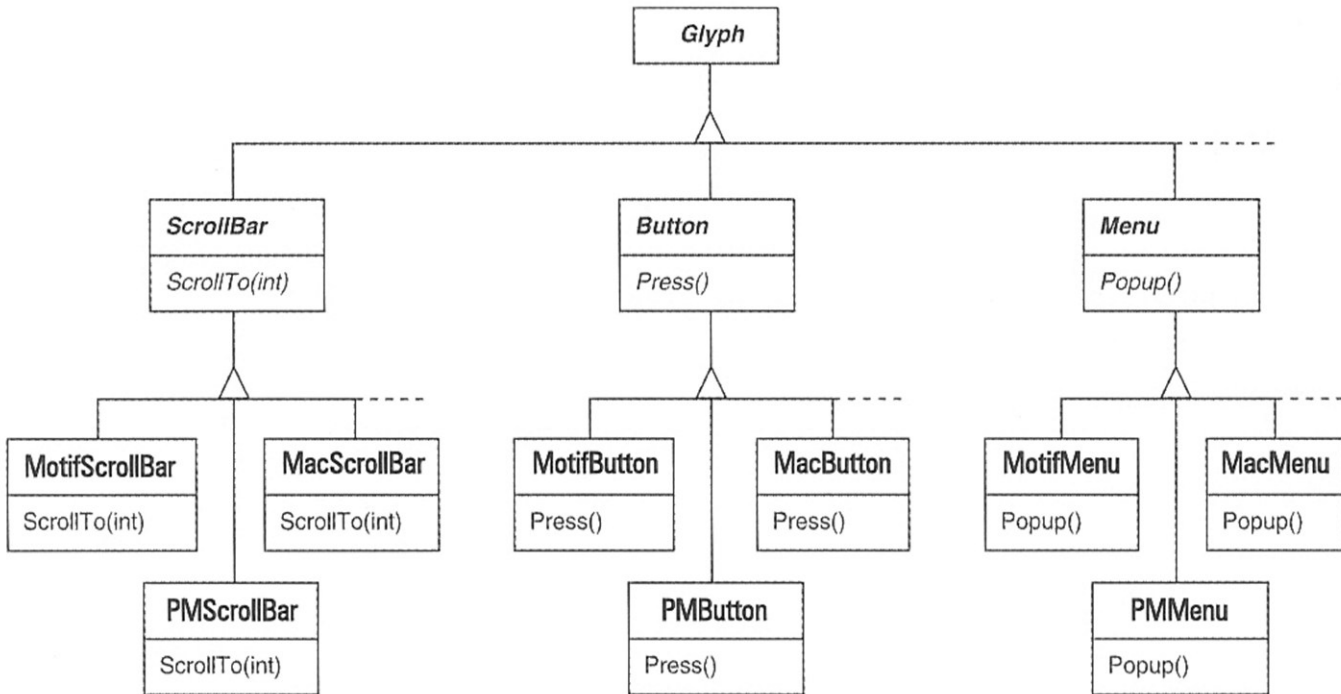 Glyph
ScrollBar
ScrollTo(int)
Button
Press()
Menu
Popup()
MotifScrollBar
ScrollTo(int)
MacScrollBar
ScrollTo(int)
MotifButton
Press()
MacButton
Press()
MotifMenu
Popup()
MacMenu
Popup()
PMScrollBar
ScrollTo(int)
PMButton
Press()
PMMenu
Popup()